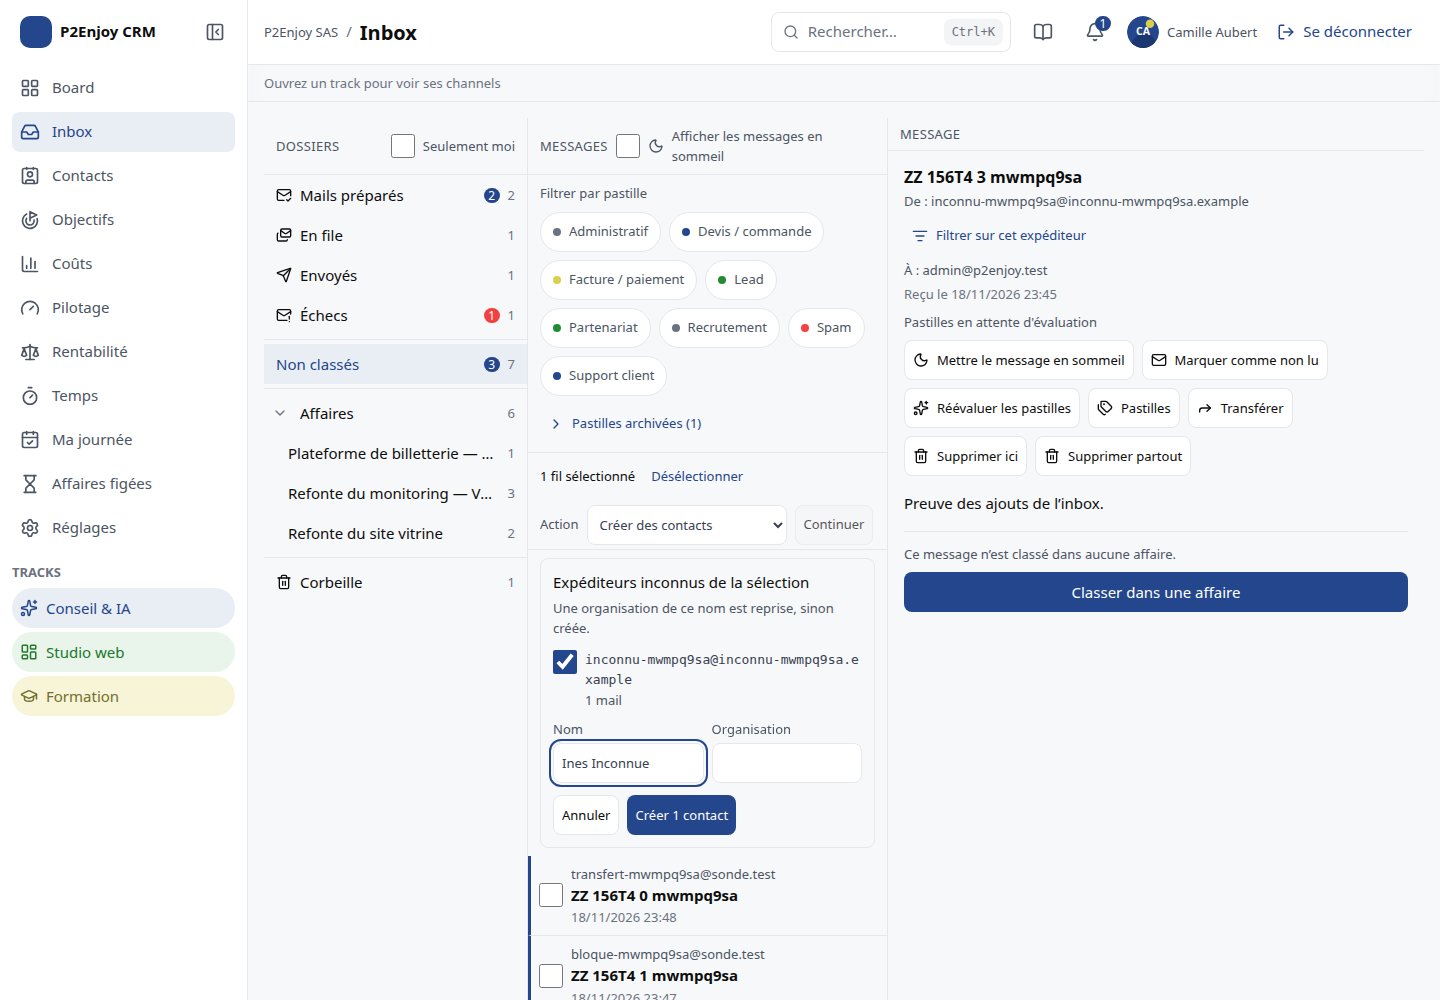 P2Enjoy CRM
P2Enjoy SAS / Inbox
Rechercher...
Ctrl+K
1
CA
Camille Aubert
Se déconnecter
Ouvrez un track pour voir ses channels
Board
Inbox
Contacts
Objectifs
Coûts
Pilotage
Rentabilité
Temps
Ma journée
Affaires figées
Réglages
TRACKS
Conseil & IA
Studio web
Formation
DOSSIERS
Seulement moi
Mails préparés 2 2
En file 1
Envoyés 1
Échecs 1 1
Non classés 3 7
Affaires 6
Plateforme de billetterie — ... 1
Refonte du monitoring — V... 3
Refonte du site vitrine 2
Corbeille 1
MESSAGES
Afficher les messages en
sommeil
Filtrer par pastille
Administratif
Devis / commande
Facture / paiement
Lead
Partenariat
Recrutement
Spam
Support client
Pastilles archivées (1)
1 fil sélectionné
Désélectionner
Action
Créer des contacts
Continuer
Expéditeurs inconnus de la sélection
Une organisation de ce nom est reprise, sinon
créée.
inconnu-mwmpq9sa@inconnu-mwmpq9sa.e
xample
1 mail
Nom
Organisation
Ines Inconnue
Annuler
Créer 1 contact
transfert-mwmpq9sa@sonde.test
ZZ 156T4 0 mwmpq9sa
18/11/2026 23:48
bloque-mwmpq9sa@sonde.test
ZZ 156T4 1 mwmpq9sa
18/11/2026 23:47
MESSAGE
ZZ 156T4 3 mwmpq9sa
De : inconnu-mwmpq9sa@inconnu-mwmpq9sa.example
Filtrer sur cet expéditeur
À : admin@p2enjoy.test
Reçu le 18/11/2026 23:45
Pastilles en attente d'évaluation
Mettre le message en sommeil
Marquer comme non lu
Réévaluer les pastilles
Pastilles
Transférer
Supprimer ici
Supprimer partout
Preuve des ajouts de l’inbox.
Ce message n’est classé dans aucune affaire.
Classer dans une affaire